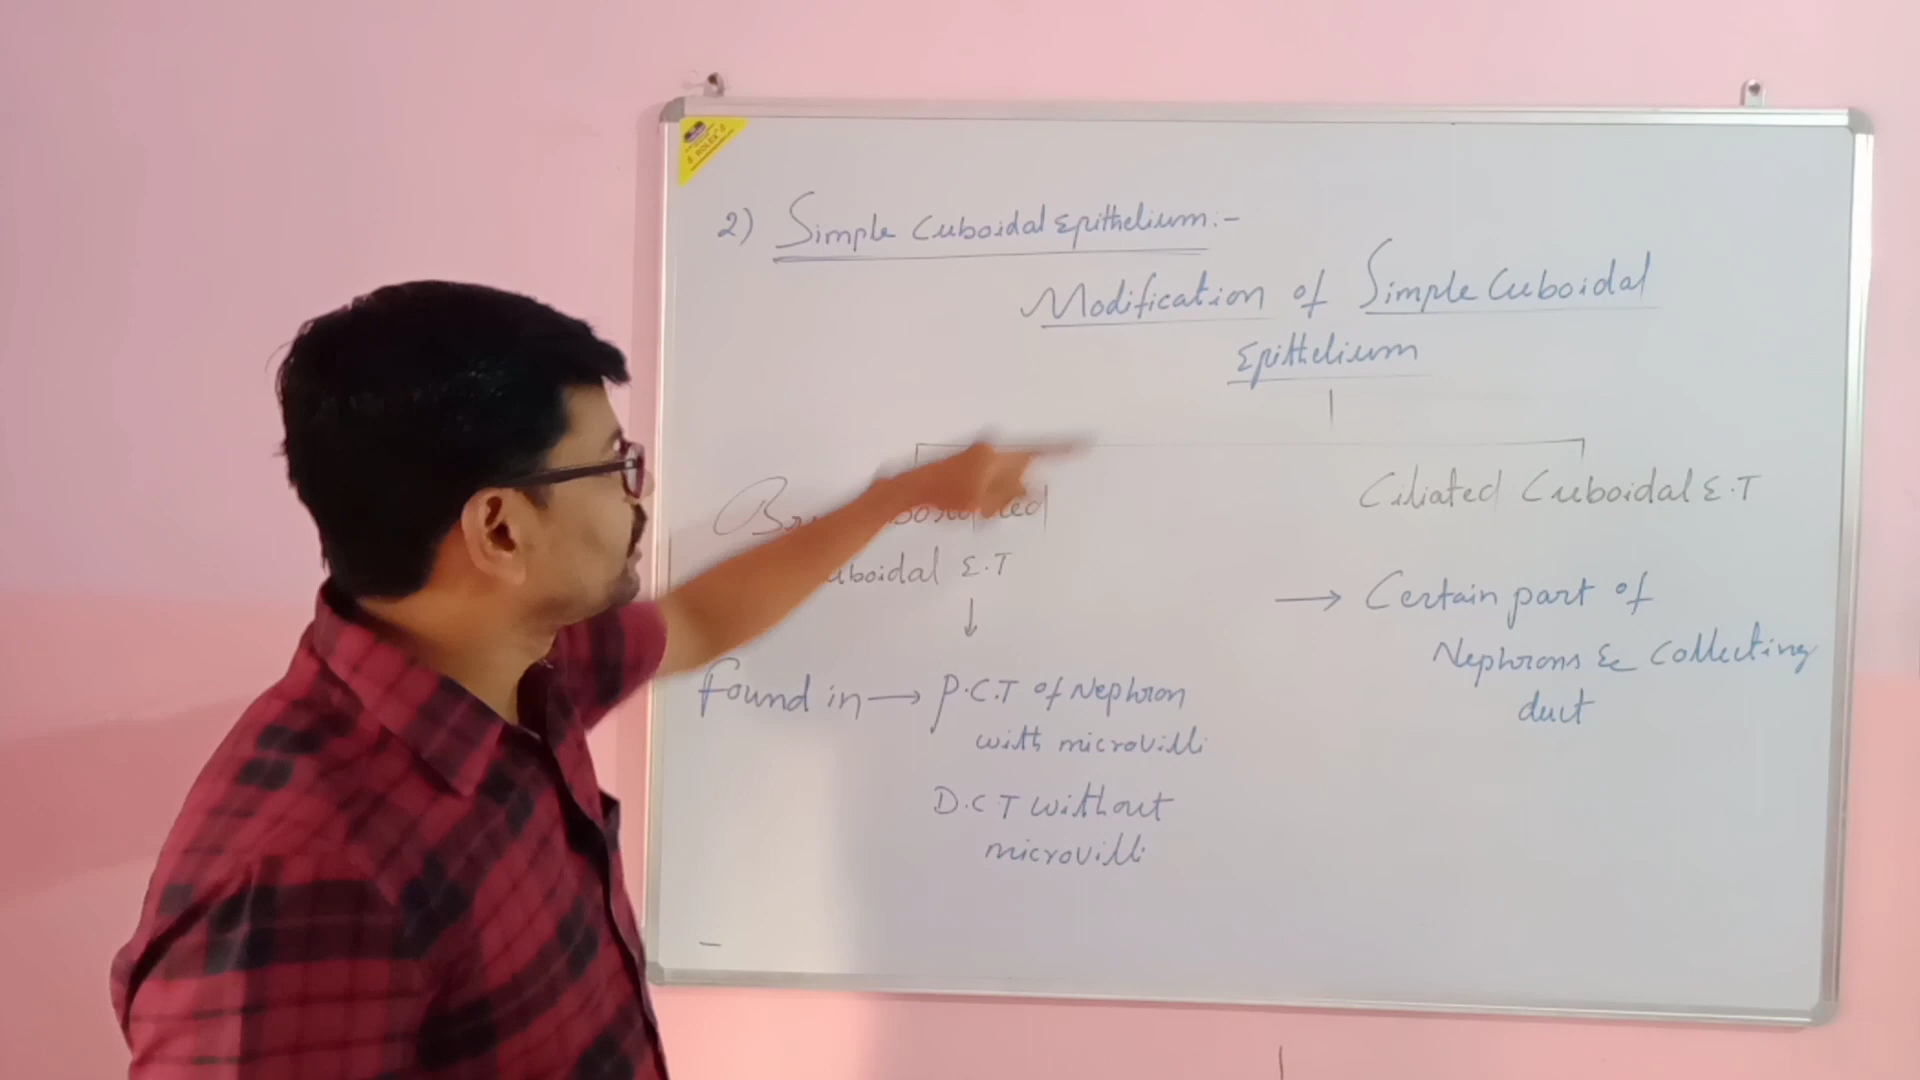 2) Simple Cuboidal Epithelium:-
Modification of Simple Cuboidal
Epithelium
Ciliated Cuboidal E.T
E.T
→ Certain part of
Nephrons & Collecting
duct
Found in → P.C.T of Nephron
with microvilli
D.C.T without
microvilli